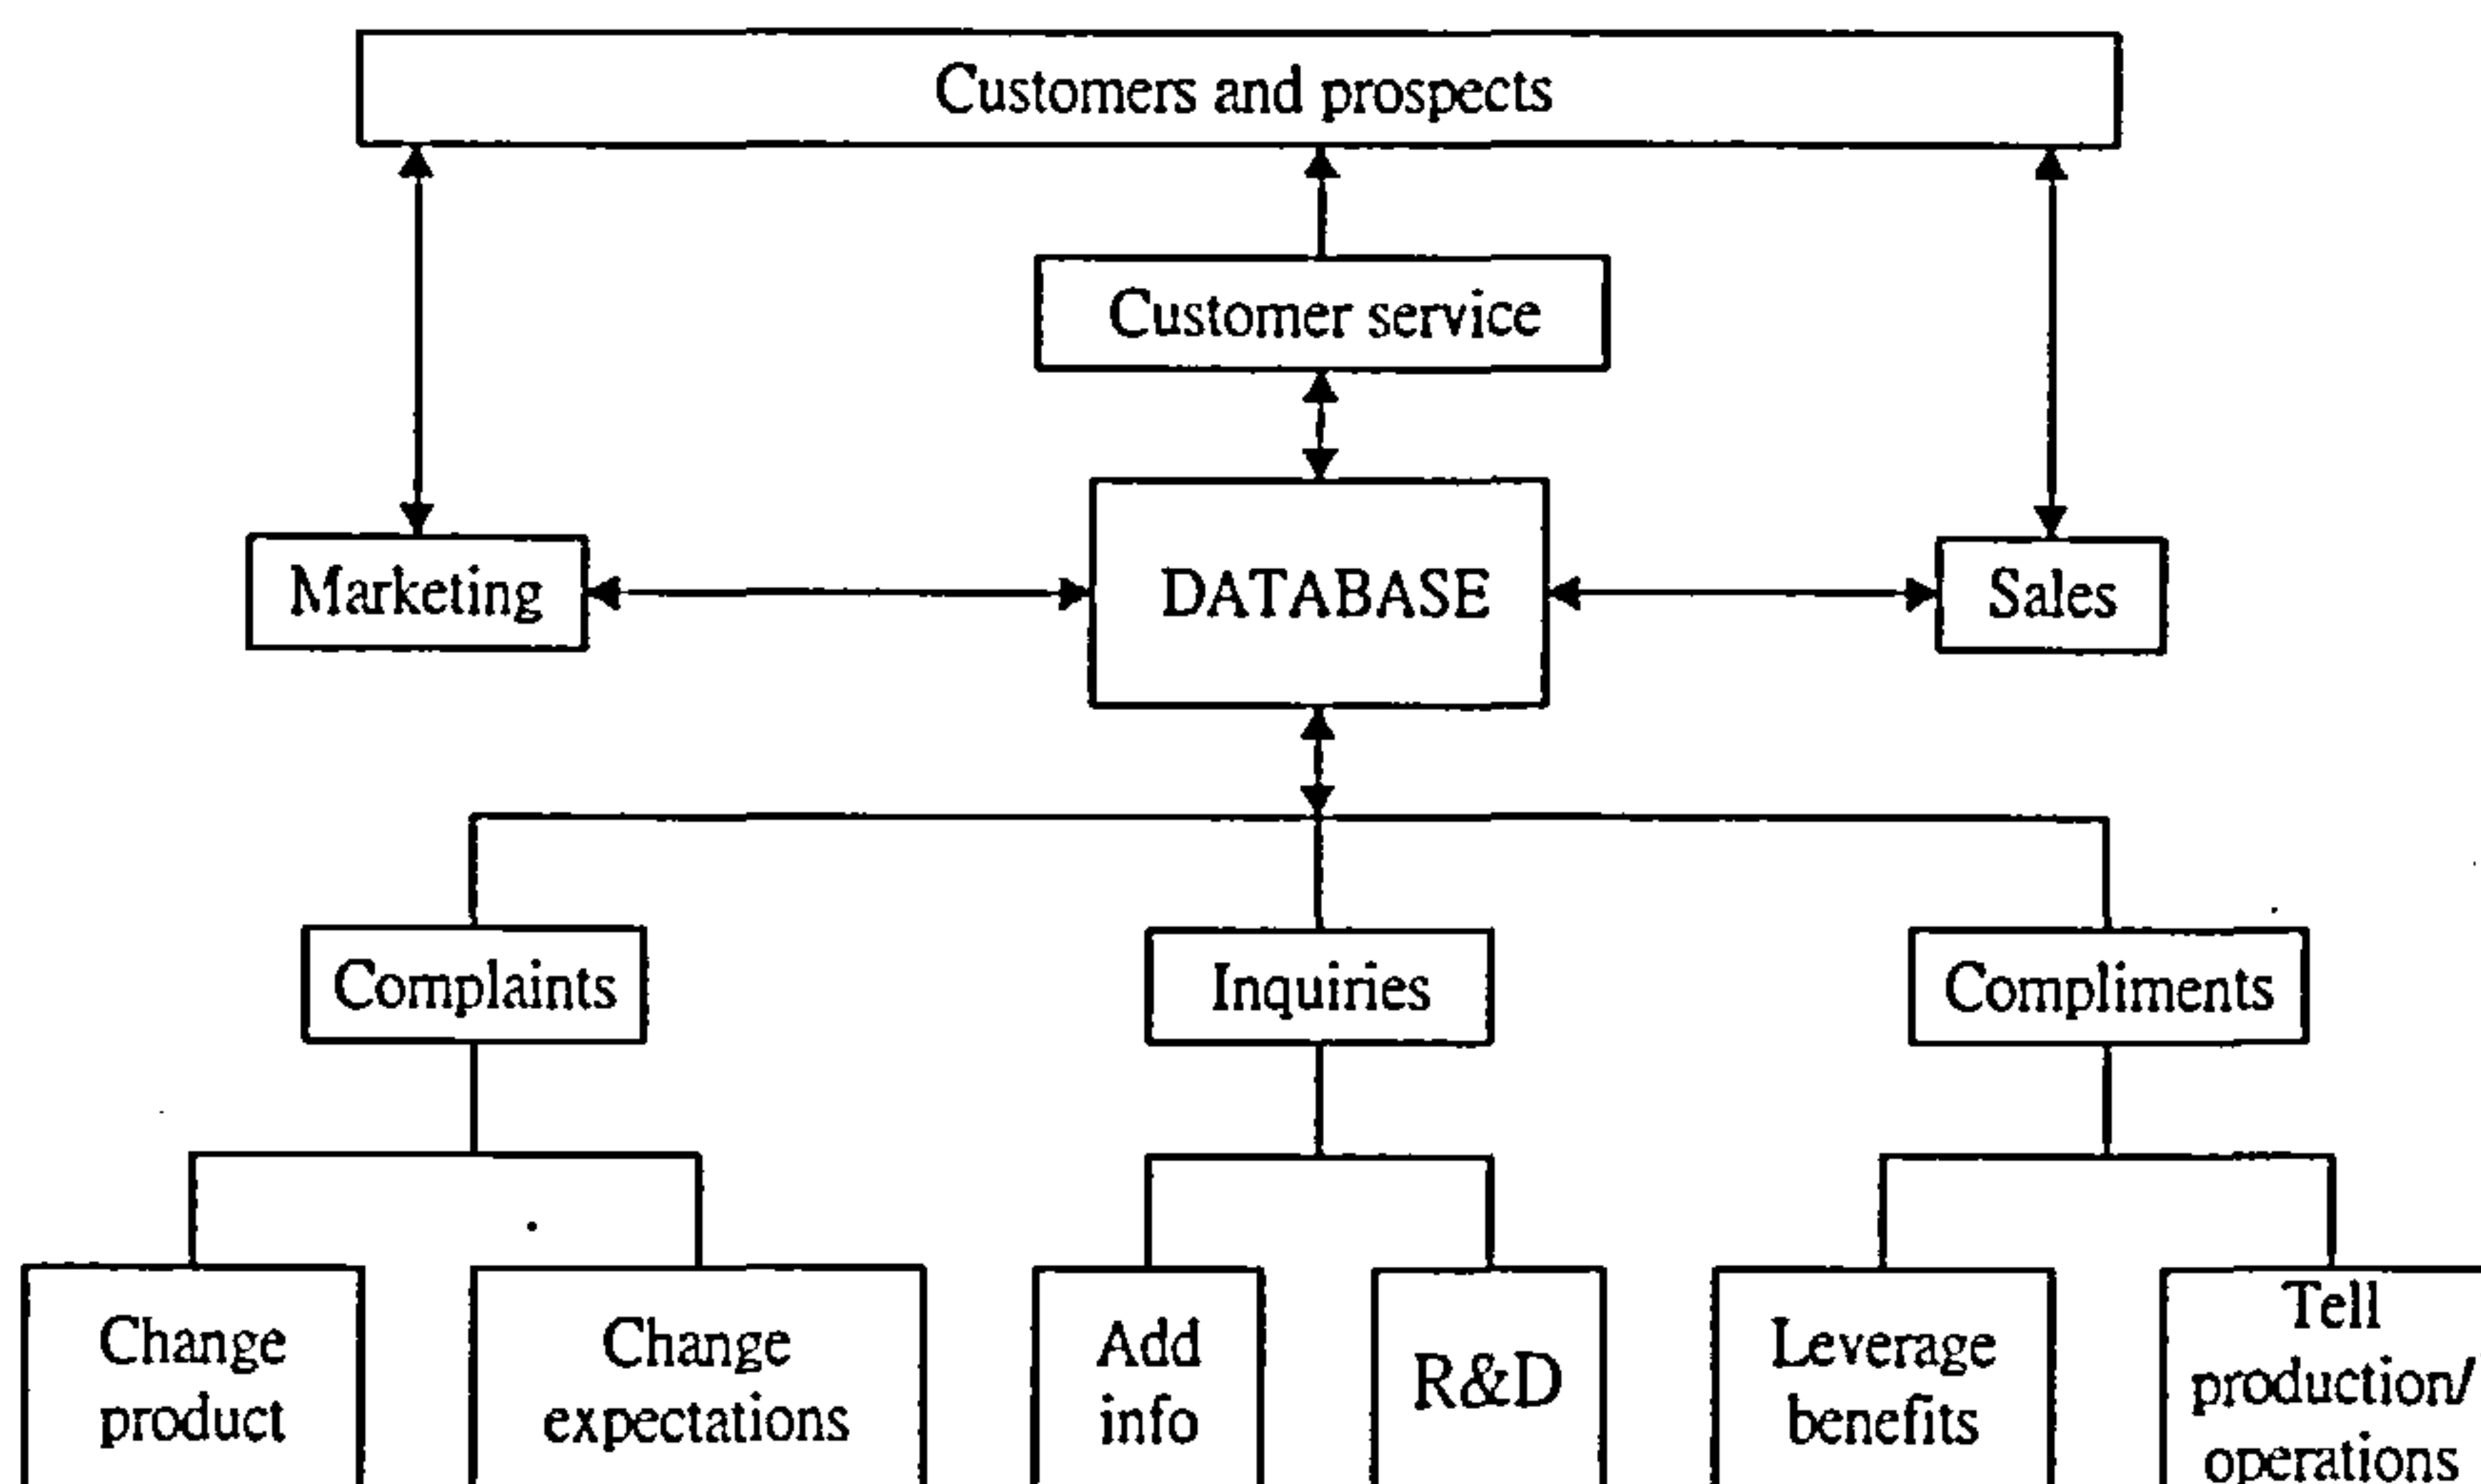 Customers and prospects
Customer service
Marketing
DATABASE
Sales
Complaints
Inquiries
Compliments
Change
product
Change
expectations
Add
info
R&D
Leverage
benefits
Tell
production/
operations